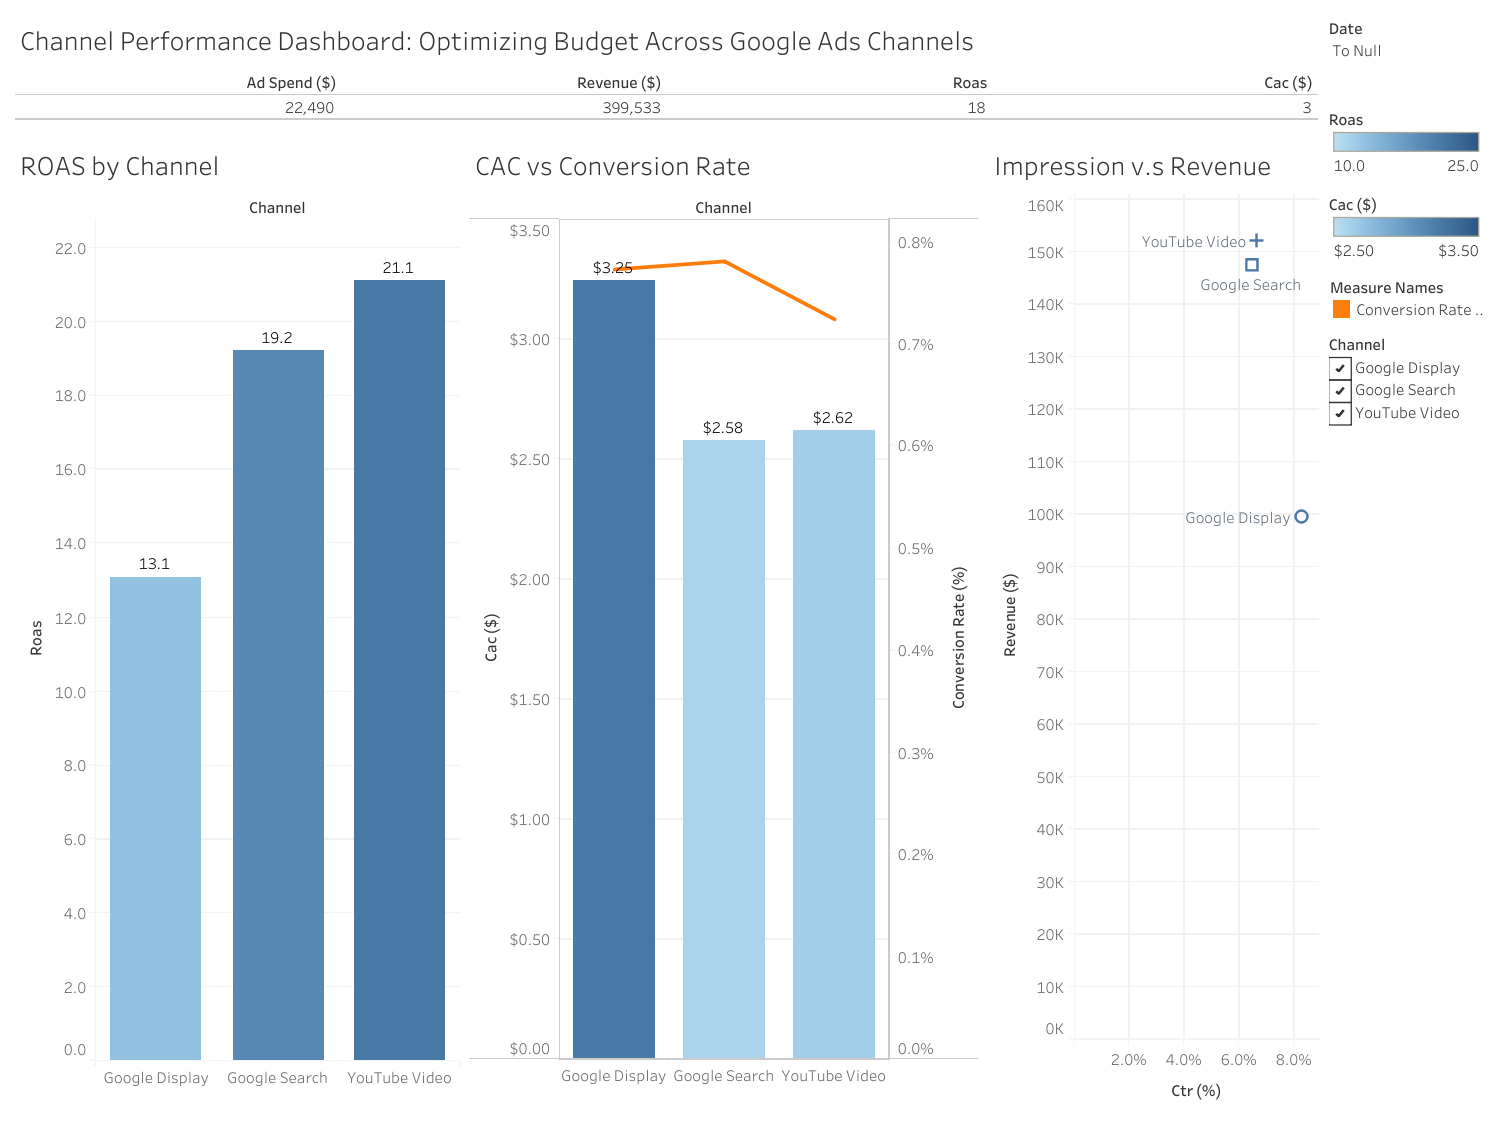 Channel Performance Dashboard: Optimizing Budget Across Google Ads Channels
Ad Spend ($) Revenue ($) Roas Cac ($)
22,490 399,533 18 3
ROAS by Channel
Channel
22.0
20.0
18.0
16.0
14.0
12.0
10.0
8.0
6.0
4.0
2.0
0.0
Roas
13.1
19.2
21.1
Google Display Google Search YouTube Video
CAC vs Conversion Rate
Channel
$3.50
$3.00
$2.50
$2.00
$1.50
$1.00
$0.50
$0.00
Cac ($)
$3.25
$2.58
$2.62
0.8%
0.7%
0.6%
0.5%
0.4%
0.3%
0.2%
0.1%
0.0%
Conversion Rate (%)
Google Display Google Search YouTube Video
Impression v.s Revenue
160K
150K
140K
130K
120K
110K
100K
90K
80K
70K
60K
50K
40K
30K
20K
10K
0K
Revenue ($)
YouTube Video
Google Search
Google Display
2.0% 4.0% 6.0% 8.0%
Ctr (%)
Date
To Null
Roas
10.0 25.0
Cac ($)
$2.50 $3.50
Measure Names
Conversion Rate ..
Channel
Google Display
Google Search
YouTube Video